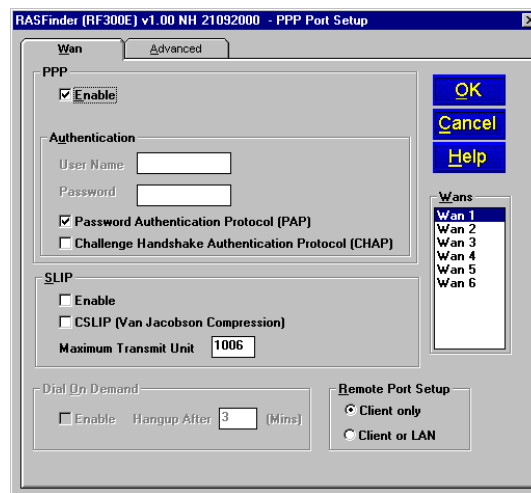 RASFinder (RF300E) v1.00 NH 21092000 - PPP Port Setup
Wan
Advanced
PPP
Enable
Authentication
User Name
Password
Password Authentication Protocol (PAP)
Challenge Handshake Authentication Protocol (CHAP)
SLIP
Enable
CSLIP (Van Jacobson Compression)
Maximum Transmit Unit 1006
Dial On Demand
Enable Hangup After 3 (Mins)
OK
Cancel
Help
Wans
Wan 1
Wan 2
Wan 3
Wan 4
Wan 5
Wan 6
Remote Port Setup
Client only
Client or LAN